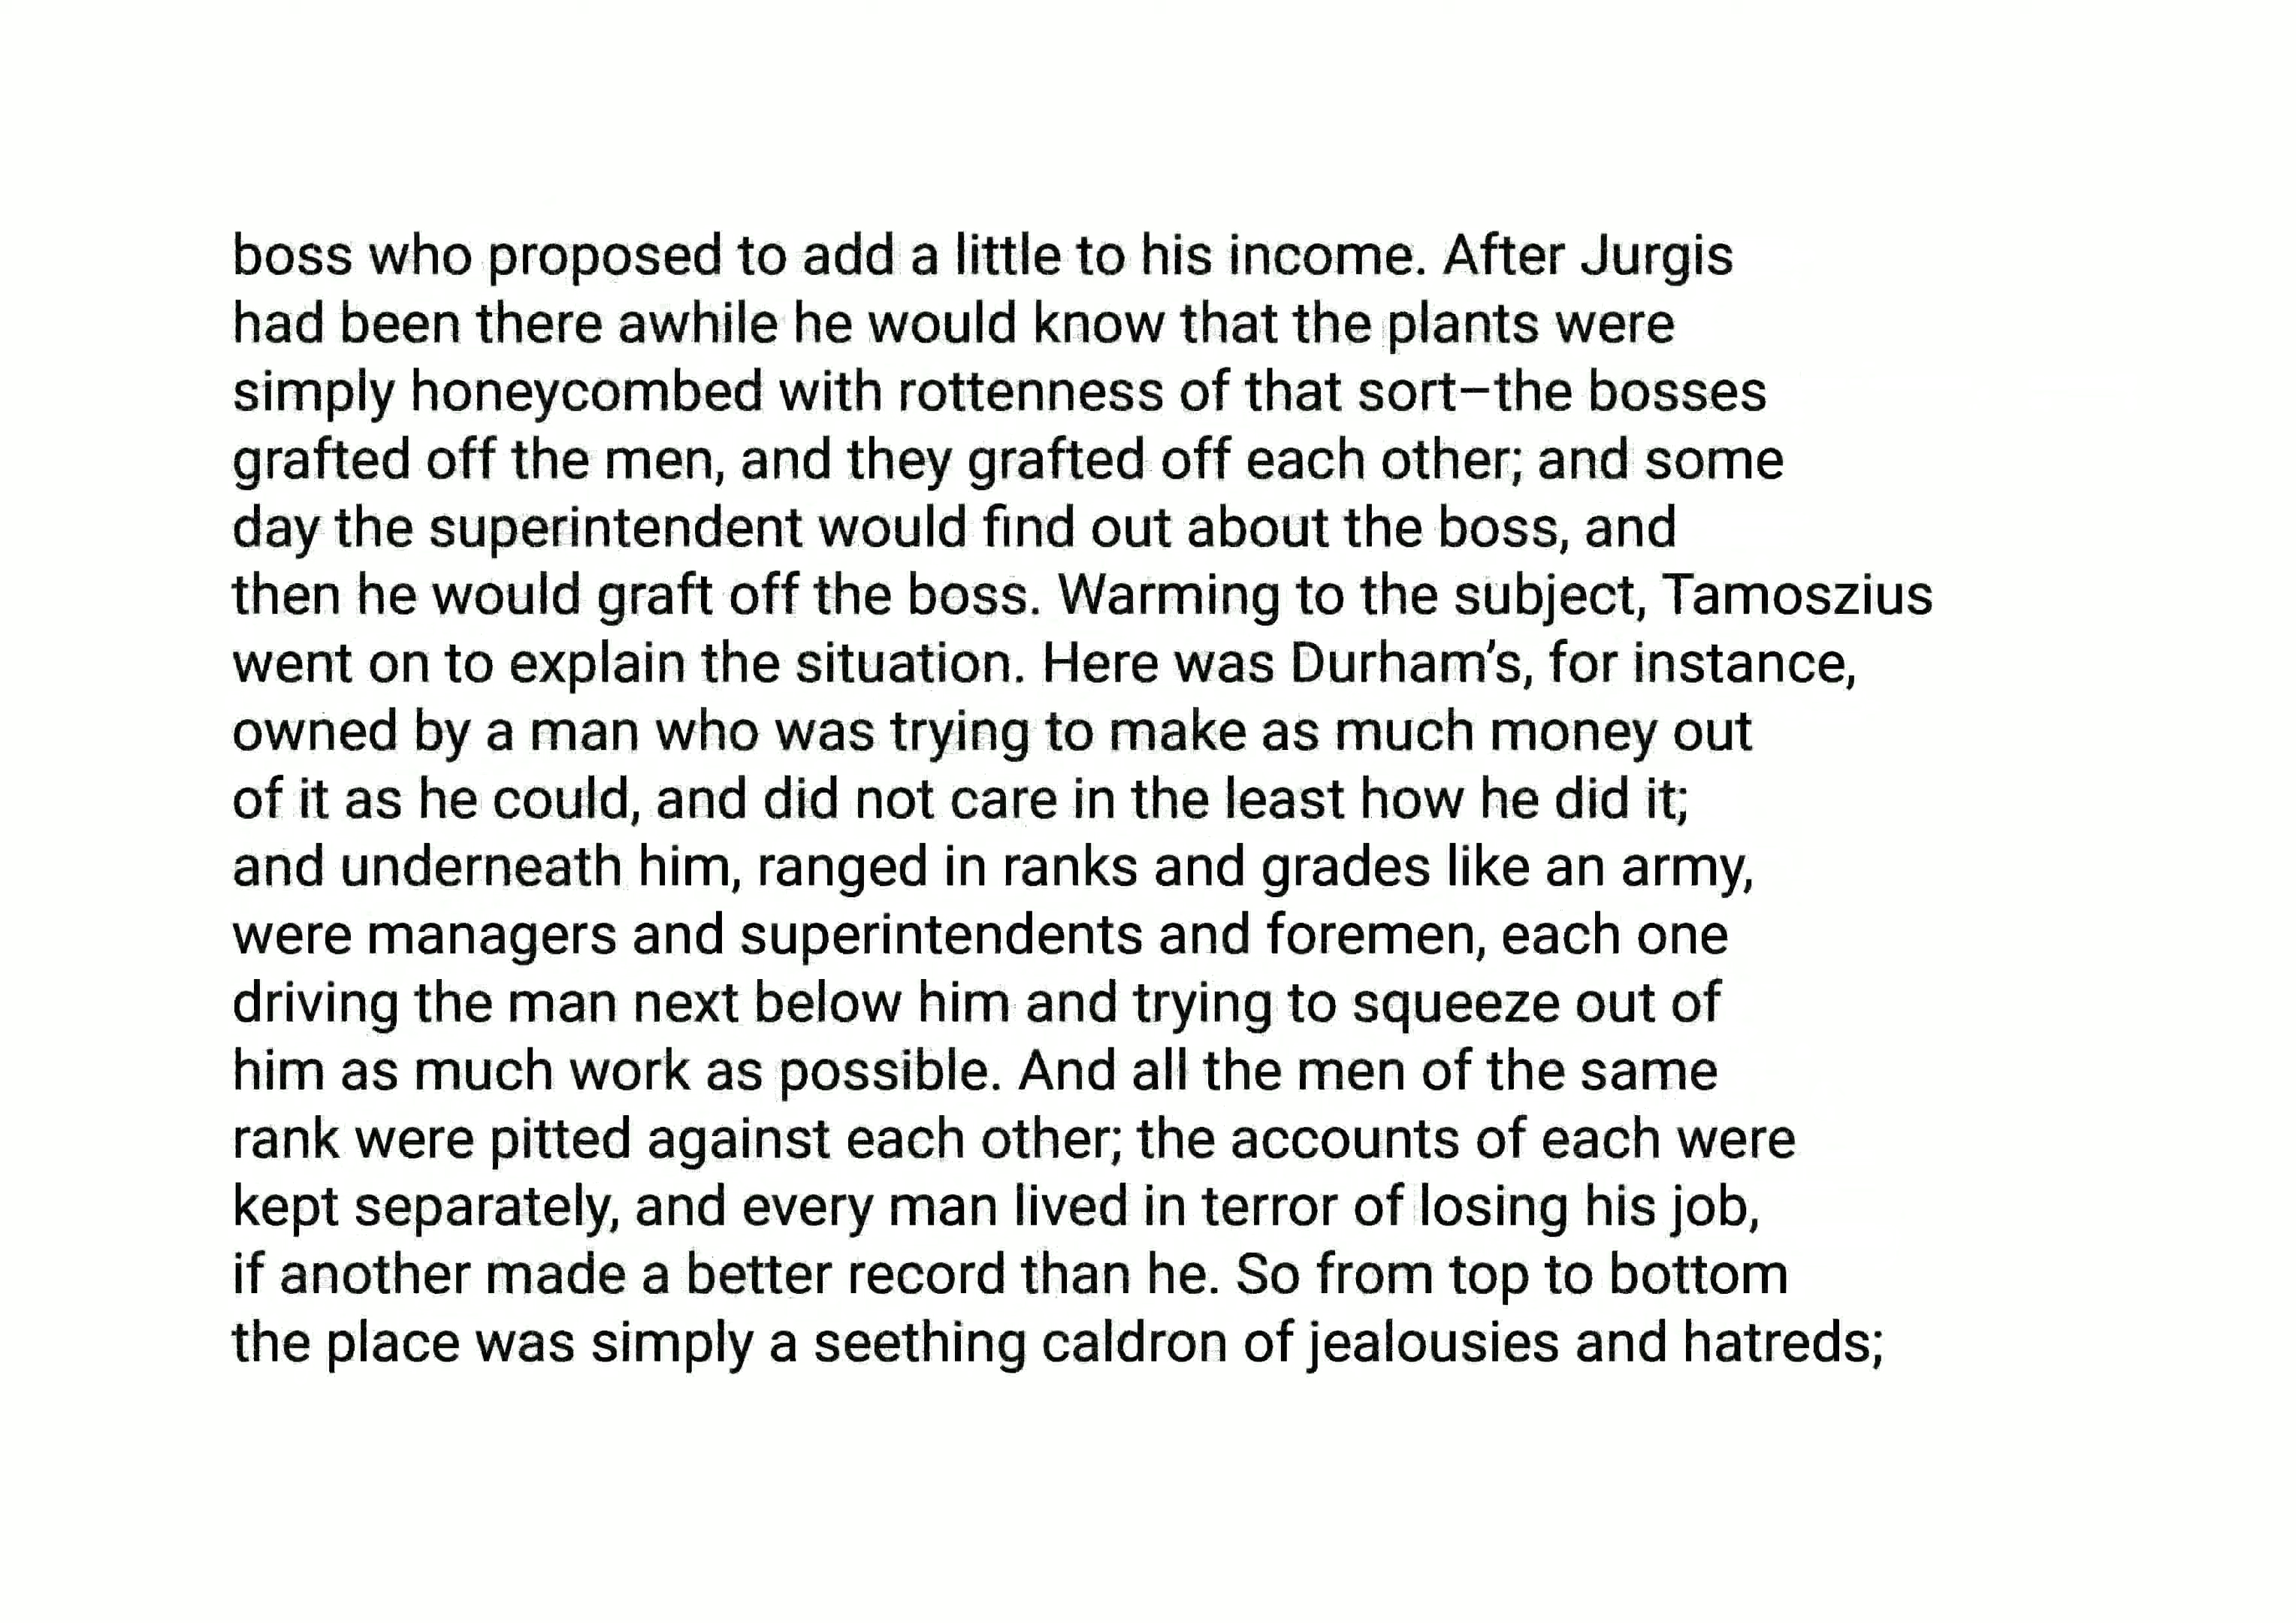 boss who proposed to add a little to his income. After Jurgis
had been there awhile he would know that the plants were
simply honeycombed with rottenness of that sort–the bosses
grafted off the men, and they grafted off each other; and some
day the superintendent would find out about the boss, and
then he would graft off the boss. Warming to the subject, Tamoszius
went on to explain the situation. Here was Durham’s, for instance,
owned by a man who was trying to make as much money out
of it as he could, and did not care in the least how he did it;
and underneath him, ranged in ranks and grades like an army,
were managers and superintendents and foremen, each one
driving the man next below him and trying to squeeze out of
him as much work as possible. And all the men of the same
rank were pitted against each other; the accounts of each were
kept separately, and every man lived in terror of losing his job,
if another made a better record than he. So from top to bottom
the place was simply a seething caldron of jealousies and hatreds;